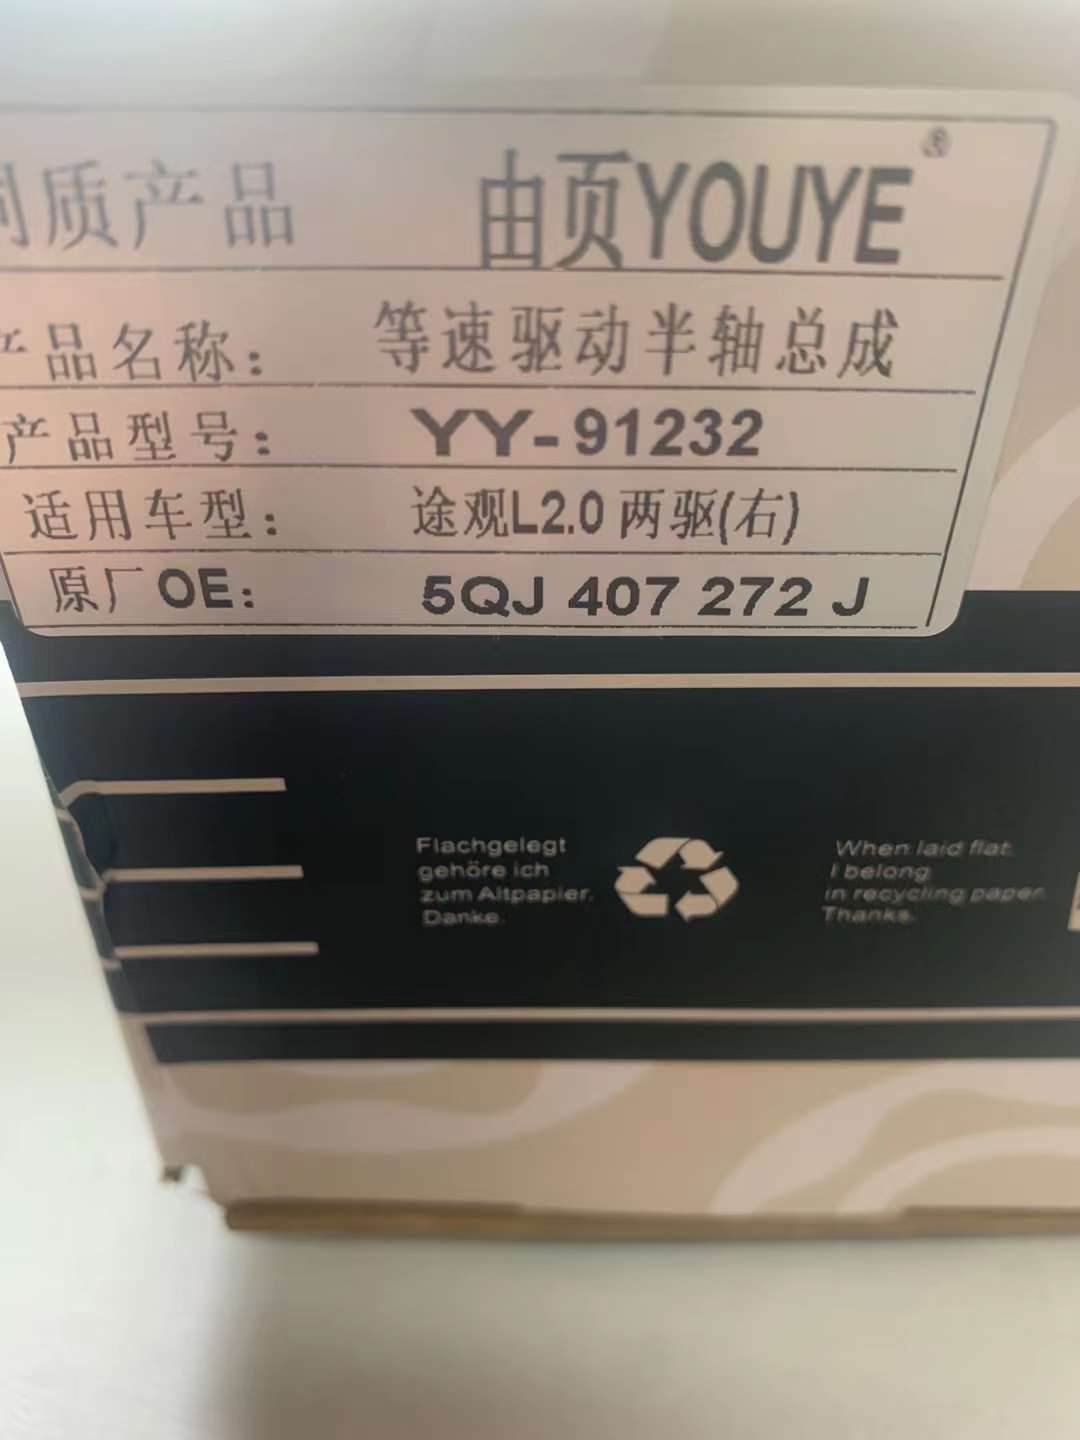 质产品 由页YOUYE®
产品名称： 等速驱动半轴总成
产品型号： YY-91232
适用车型： 途观L2.0 两驱(右)
原厂OE： 5QJ 407 272 J
Flachgelegt
gehöre ich
zum Altpapier.
Danke.
When laid flat
I belong
in recycling paper.
Thanks.